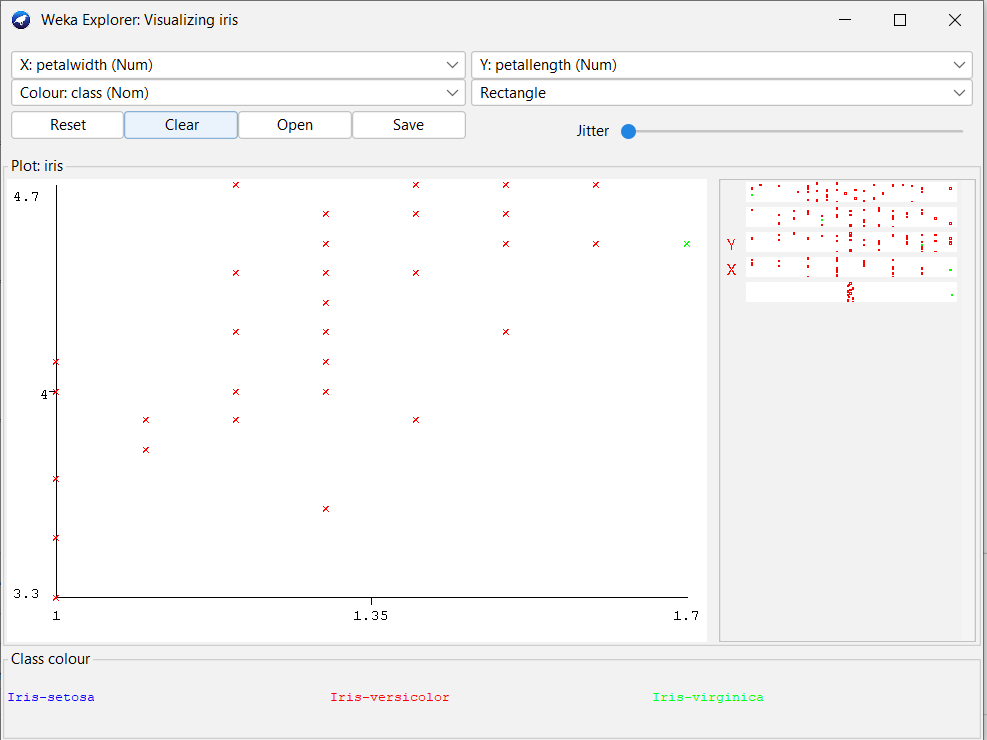 Weka Explorer: Visualizing iris
X: petalwidth (Num)
Y: petallength (Num)
Colour: class (Nom)
Rectangle
Reset
Clear
Open
Save
Jitter
Plot: iris
4.7
4
3.3
1
1.35
1.7
Y
X
Class colour
Iris-setosa
Iris-versicolor
Iris-virginica